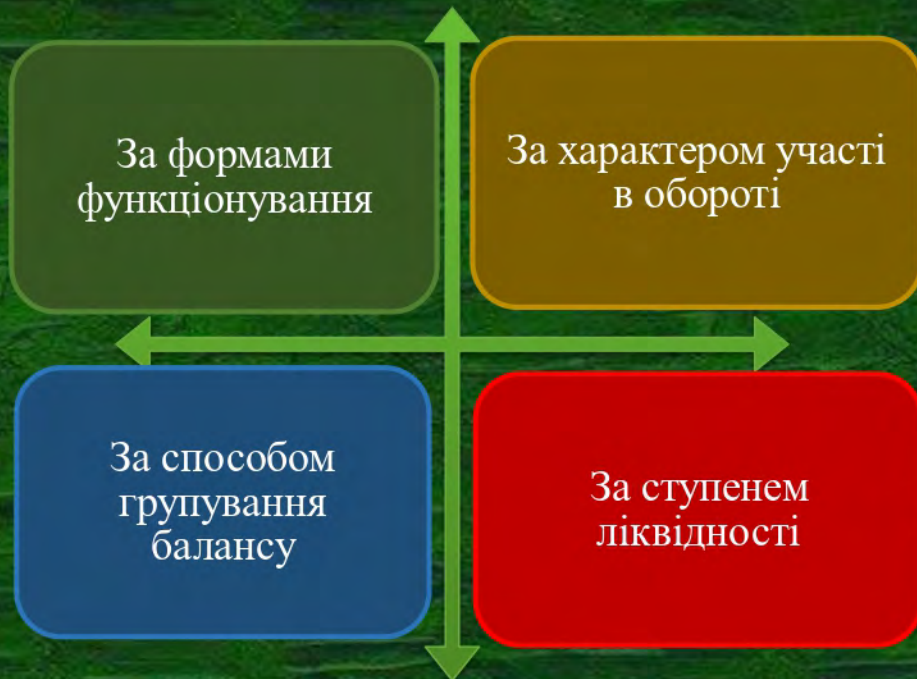 За формами
функціонування
За характером участі
в обороті
За способом
групування
балансу
За ступенем
ліквідності